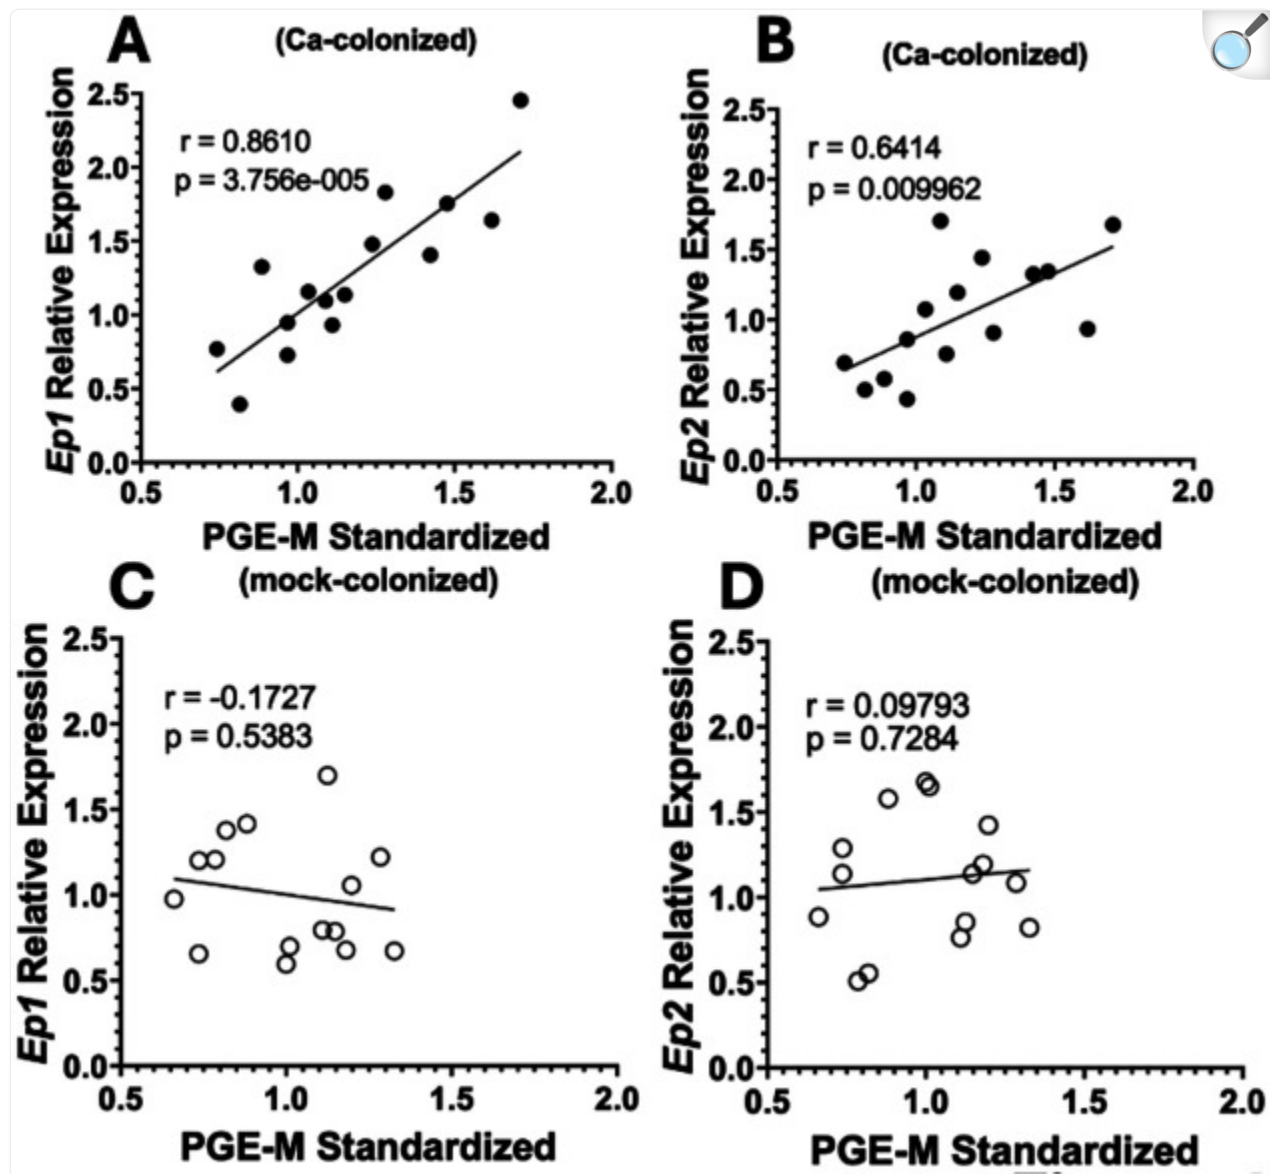 A
(Ca-colonized)
Ep1 Relative Expression
2.5
2.0
1.5
1.0
0.5
0.0
r = 0.8610
p = 3.756e-005
0.5 1.0 1.5 2.0
PGE-M Standardized
B
(Ca-colonized)
Ep2 Relative Expression
2.5
2.0
1.5
1.0
0.5
0.0
r = 0.6414
p = 0.009962
0.5 1.0 1.5 2.0
PGE-M Standardized
C
(mock-colonized)
Ep1 Relative Expression
2.5
2.0
1.5
1.0
0.5
0.0
r = -0.1727
p = 0.5383
0.5 1.0 1.5 2.0
PGE-M Standardized
D
(mock-colonized)
Ep2 Relative Expression
2.5
2.0
1.5
1.0
0.5
0.0
r = 0.09793
p = 0.7284
0.5 1.0 1.5 2.0
PGE-M Standardized